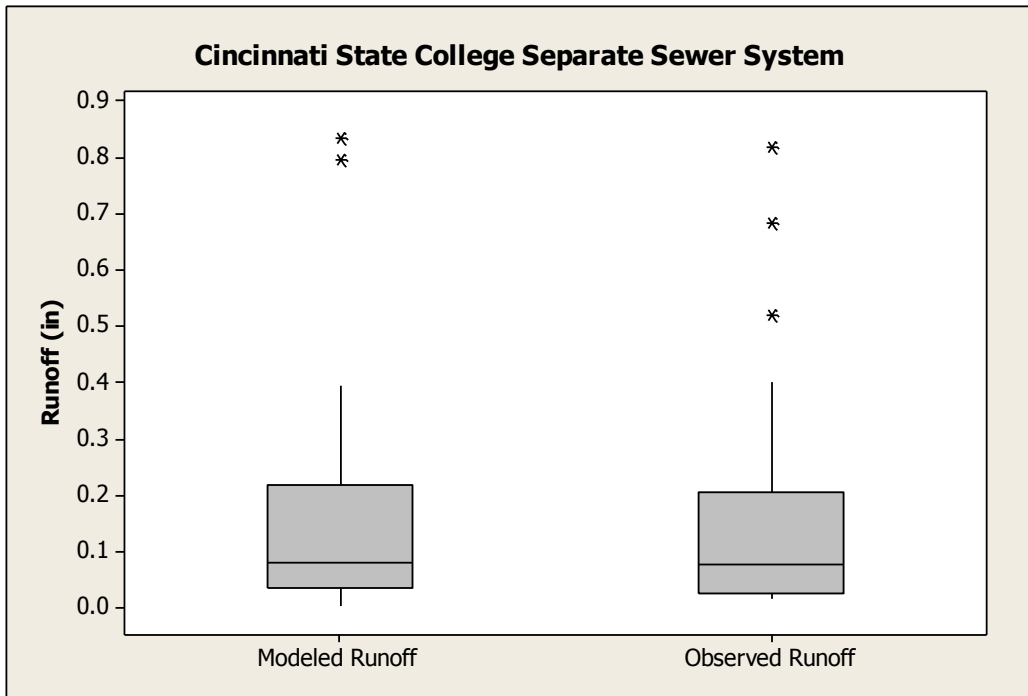 Cincinnati State College Separate Sewer System
0.9
0.8
0.7
0.6
0.5
0.4
0.3
0.2
0.1
0.0
Runoff (in)
Modeled Runoff
Observed Runoff